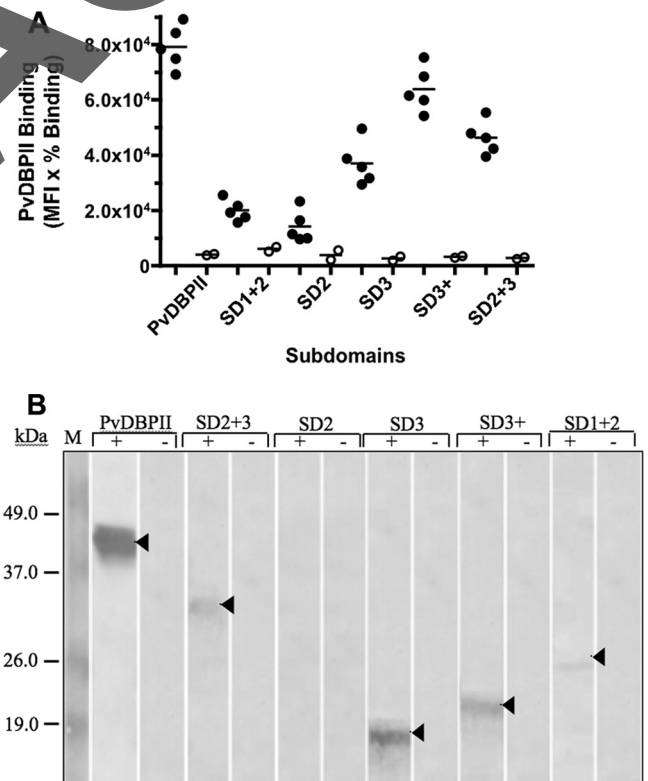 A
PvDBPII Binding
(MFI x % Binding)
8.0x10⁴
6.0x10⁴
4.0x10⁴
2.0x10⁴
0
PvDBPII
SD1+2
SD2
SD3
SD3+
SD2+3
Subdomains
B
kDa M PvDBPII SD2+3 SD2 SD3 SD3+ SD1+2
+ - + - + - + - + - + -
49.0
37.0
26.0
19.0